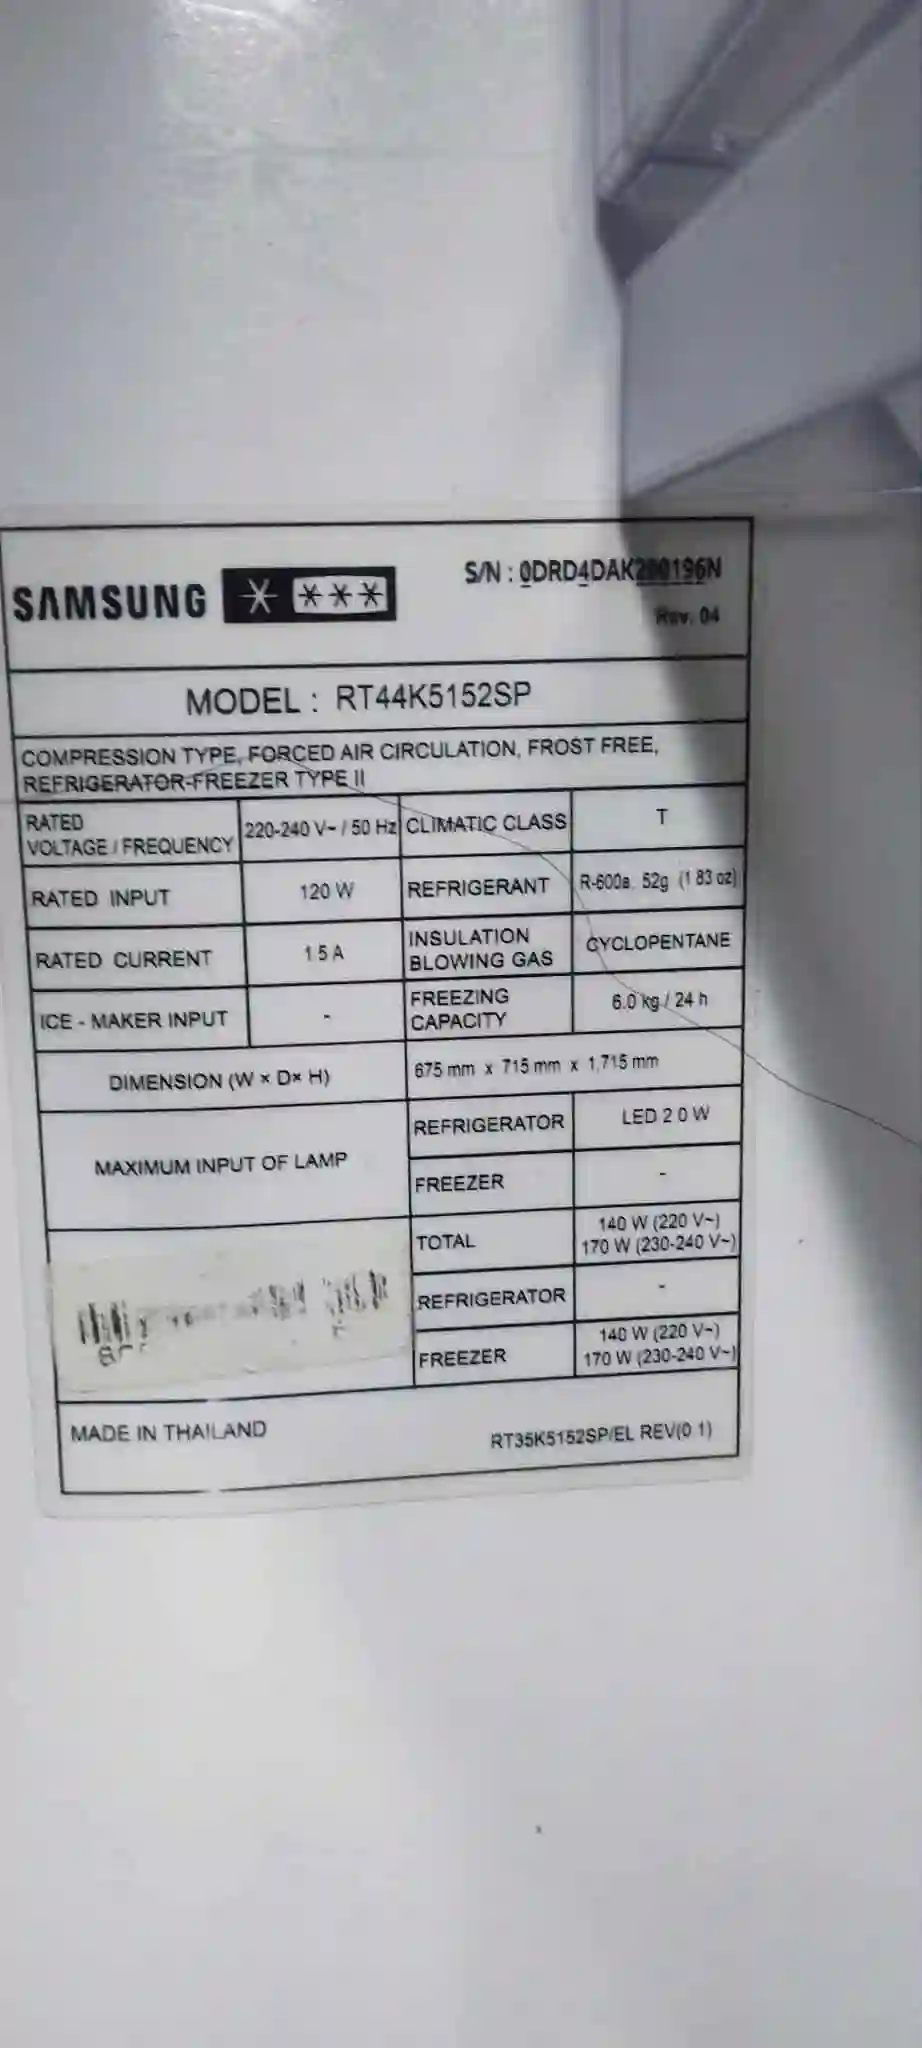 SAMSUNG
S/N : 0DRD4DAK200196N
Rev. 04
MODEL : RT44K5152SP
COMPRESSION TYPE, FORCED AIR CIRCULATION, FROST FREE,
REFRIGERATOR-FREEZER TYPE II
RATED
VOLTAGE / FREQUENCY
220-240 V~ / 50 Hz
CLIMATIC CLASS
T
RATED INPUT
120 W
REFRIGERANT
R-600a, 52g (1 83 oz)
RATED CURRENT
1 5 A
INSULATION
BLOWING GAS
CYCLOPENTANE
ICE - MAKER INPUT
-
FREEZING
CAPACITY
6.0 kg / 24 h
DIMENSION (W × D× H)
675 mm x 715 mm x 1,715 mm
MAXIMUM INPUT OF LAMP
REFRIGERATOR
LED 2 0 W
FREEZER
-
TOTAL
140 W (220 V~)
170 W (230-240 V~)
REFRIGERATOR
-
FREEZER
140 W (220 V~)
170 W (230-240 V~)
MADE IN THAILAND
RT35K5152SP/EL REV(0 1)